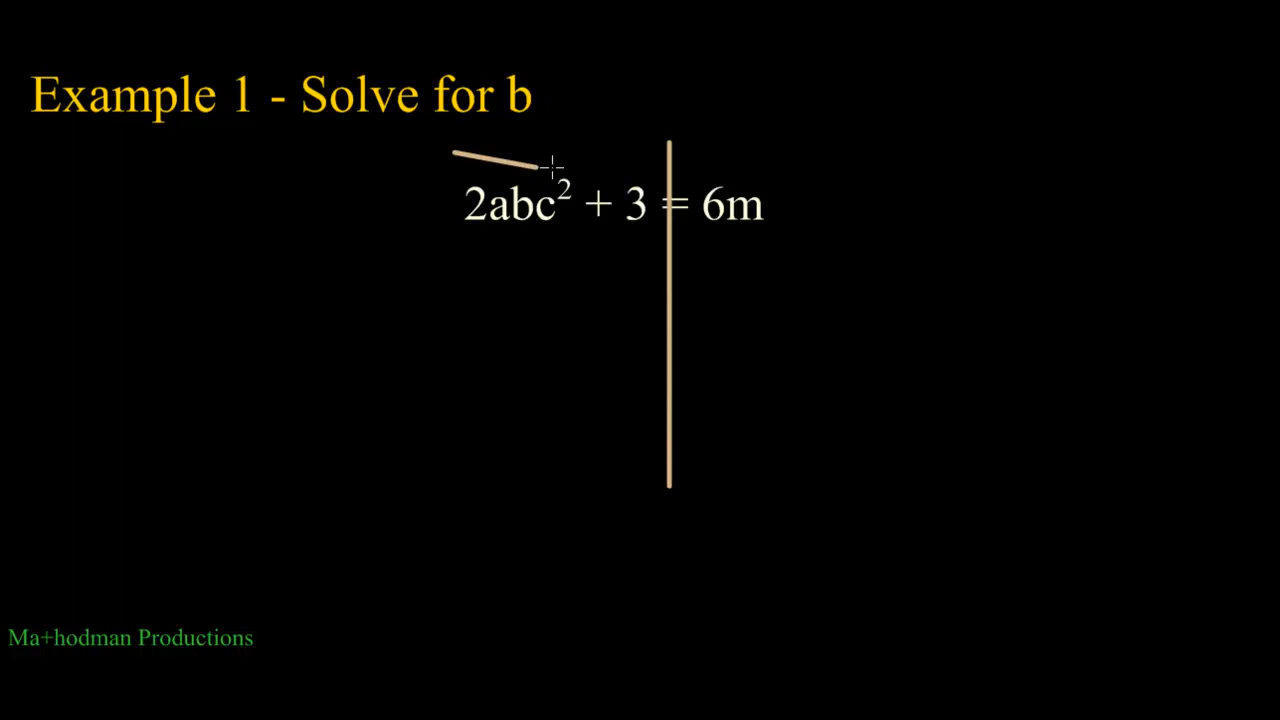 Example 1 - Solve for b
2abc² + 3 = 6m
Ma+hodman Productions